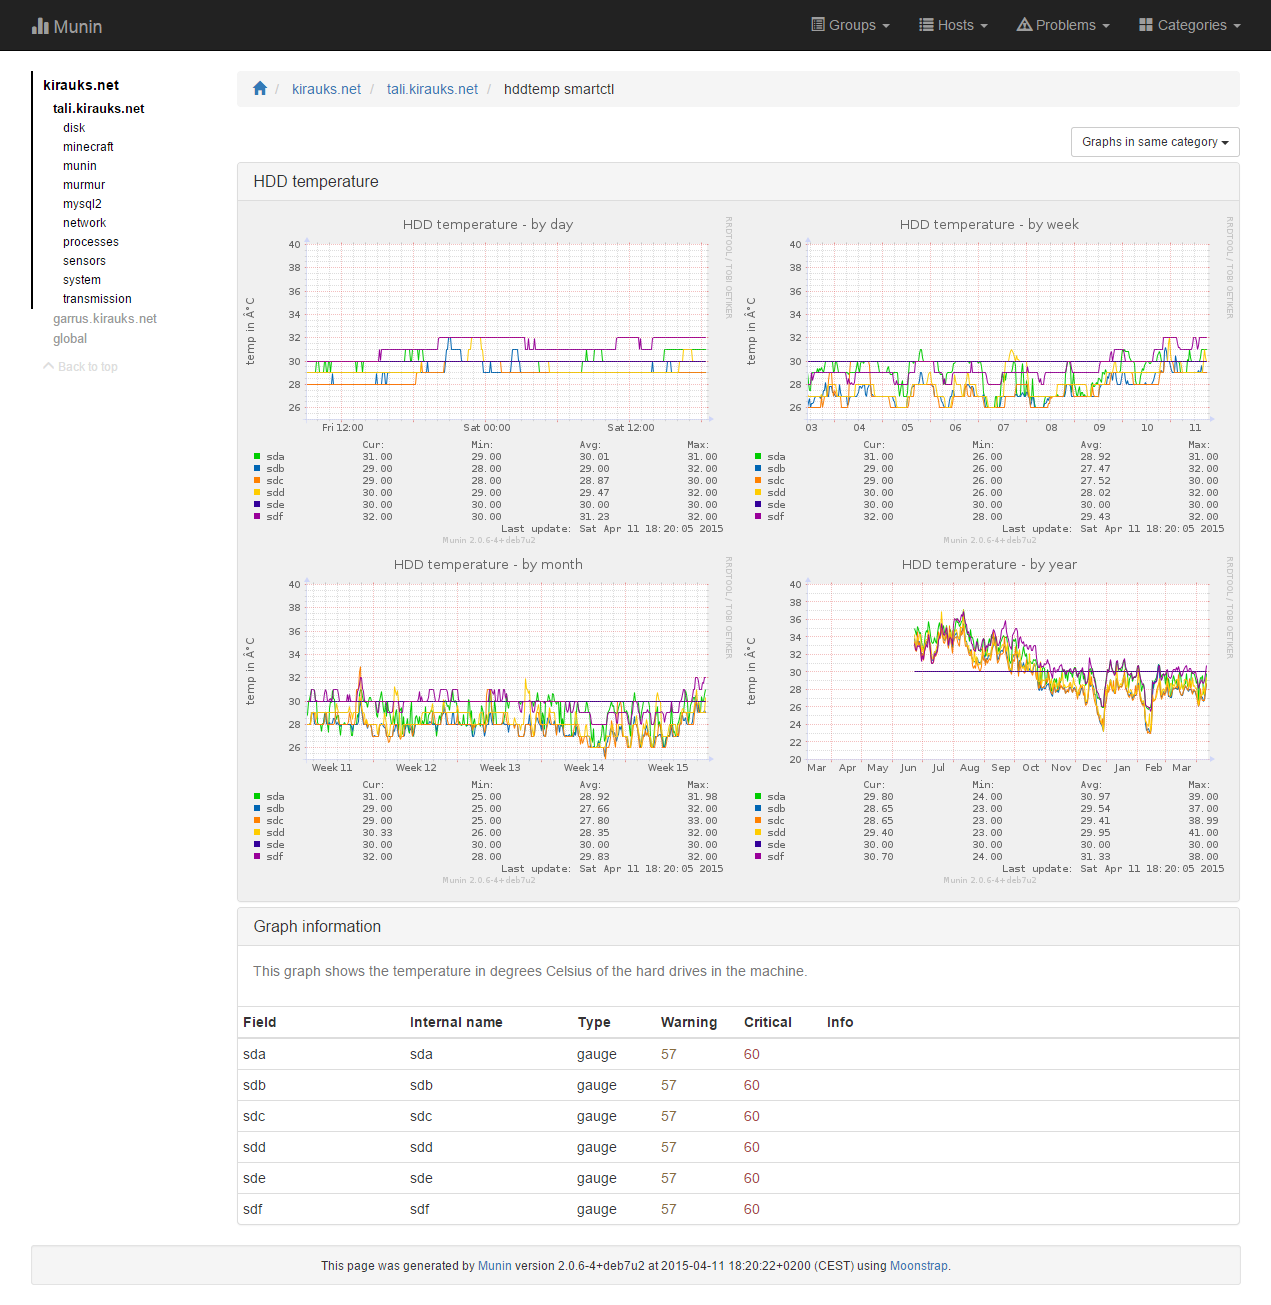 Munin
Groups Hosts Problems Categories
kirauks.net
tali.kirauks.net
disk
minecraft
munin
murmur
mysql2
network
processes
sensors
system
transmission
garrus.kirauks.net
global
Back to top
/ kirauks.net / tali.kirauks.net / hddtemp smartctl
Graphs in same category
HDD temperature
HDD temperature - by day
RRDTOOL / TOBI OETIKER
temp in Â°C
40
38
36
34
32
30
28
26
Fri 12:00 Sat 00:00 Sat 12:00
Cur: Min: Avg: Max:
sda 31.00 29.00 30.01 31.00
sdb 29.00 28.00 29.00 32.00
sdc 29.00 28.00 28.87 30.00
sdd 30.00 29.00 29.47 32.00
sde 30.00 30.00 30.00 30.00
sdf 32.00 30.00 31.23 32.00
Last update: Sat Apr 11 18:20:05 2015
Munin 2.0.6-4+deb7u2
HDD temperature - by week
RRDTOOL / TOBI OETIKER
temp in Â°C
40
38
36
34
32
30
28
26
03 04 05 06 07 08 09 10 11
Cur: Min: Avg: Max:
sda 31.00 26.00 28.92 31.00
sdb 29.00 26.00 27.47 32.00
sdc 29.00 26.00 27.52 30.00
sdd 30.00 26.00 28.02 32.00
sde 30.00 30.00 30.00 30.00
sdf 32.00 28.00 29.43 32.00
Last update: Sat Apr 11 18:20:05 2015
Munin 2.0.6-4+deb7u2
HDD temperature - by month
RRDTOOL / TOBI OETIKER
temp in Â°C
40
38
36
34
32
30
28
26
Week 11 Week 12 Week 13 Week 14 Week 15
Cur: Min: Avg: Max:
sda 31.00 25.00 28.92 31.98
sdb 29.00 25.00 27.66 32.00
sdc 29.00 25.00 27.80 33.00
sdd 30.33 26.00 28.35 32.00
sde 30.00 30.00 30.00 30.00
sdf 32.00 28.00 29.83 32.00
Last update: Sat Apr 11 18:20:05 2015
Munin 2.0.6-4+deb7u2
HDD temperature - by year
RRDTOOL / TOBI OETIKER
temp in Â°C
40
38
36
34
32
30
28
26
24
22
20
Mar Apr May Jun Jul Aug Sep Oct Nov Dec Jan Feb Mar
Cur: Min: Avg: Max:
sda 29.80 24.00 30.97 39.00
sdb 28.65 23.00 29.54 37.00
sdc 28.65 23.00 29.41 38.99
sdd 29.40 23.00 29.95 41.00
sde 30.00 30.00 30.00 30.00
sdf 30.70 24.00 31.33 38.00
Last update: Sat Apr 11 18:20:05 2015
Munin 2.0.6-4+deb7u2
Graph information
This graph shows the temperature in degrees Celsius of the hard drives in the machine.
Field Internal name Type Warning Critical Info
sda sda gauge 57 60
sdb sdb gauge 57 60
sdc sdc gauge 57 60
sdd sdd gauge 57 60
sde sde gauge 57 60
sdf sdf gauge 57 60
This page was generated by Munin version 2.0.6-4+deb7u2 at 2015-04-11 18:20:22+0200 (CEST) using Moonstrap.